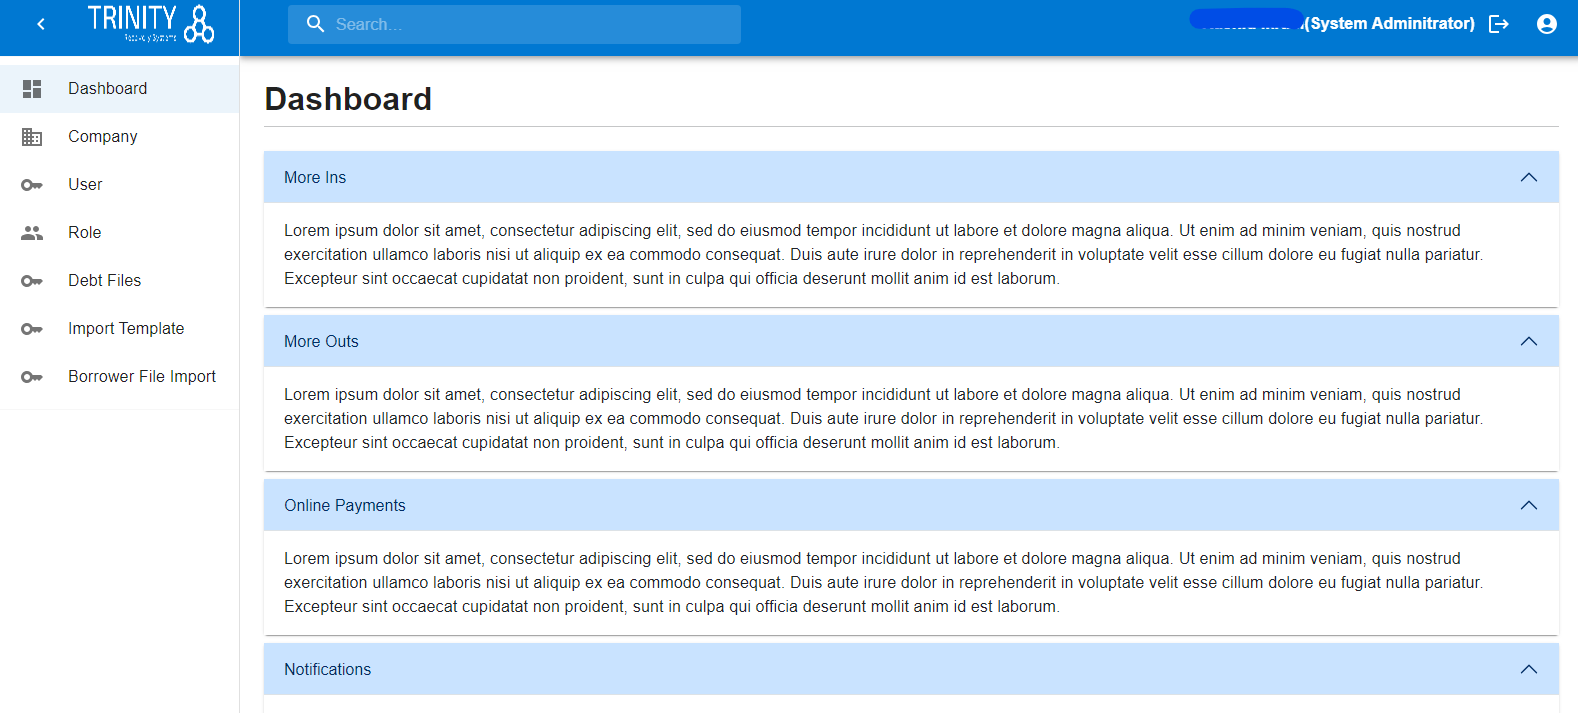 TRINITY
Recovery Systems
Search...
(System Adminitrator)
Dashboard
Company
User
Role
Debt Files
Import Template
Borrower File Import
Dashboard
More Ins
Lorem ipsum dolor sit amet, consectetur adipiscing elit, sed do eiusmod tempor incididunt ut labore et dolore magna aliqua. Ut enim ad minim veniam, quis nostrud
exercitation ullamco laboris nisi ut aliquip ex ea commodo consequat. Duis aute irure dolor in reprehenderit in voluptate velit esse cillum dolore eu fugiat nulla pariatur.
Excepteur sint occaecat cupidatat non proident, sunt in culpa qui officia deserunt mollit anim id est laborum.
More Outs
Lorem ipsum dolor sit amet, consectetur adipiscing elit, sed do eiusmod tempor incididunt ut labore et dolore magna aliqua. Ut enim ad minim veniam, quis nostrud
exercitation ullamco laboris nisi ut aliquip ex ea commodo consequat. Duis aute irure dolor in reprehenderit in voluptate velit esse cillum dolore eu fugiat nulla pariatur.
Excepteur sint occaecat cupidatat non proident, sunt in culpa qui officia deserunt mollit anim id est laborum.
Online Payments
Lorem ipsum dolor sit amet, consectetur adipiscing elit, sed do eiusmod tempor incididunt ut labore et dolore magna aliqua. Ut enim ad minim veniam, quis nostrud
exercitation ullamco laboris nisi ut aliquip ex ea commodo consequat. Duis aute irure dolor in reprehenderit in voluptate velit esse cillum dolore eu fugiat nulla pariatur.
Excepteur sint occaecat cupidatat non proident, sunt in culpa qui officia deserunt mollit anim id est laborum.
Notifications